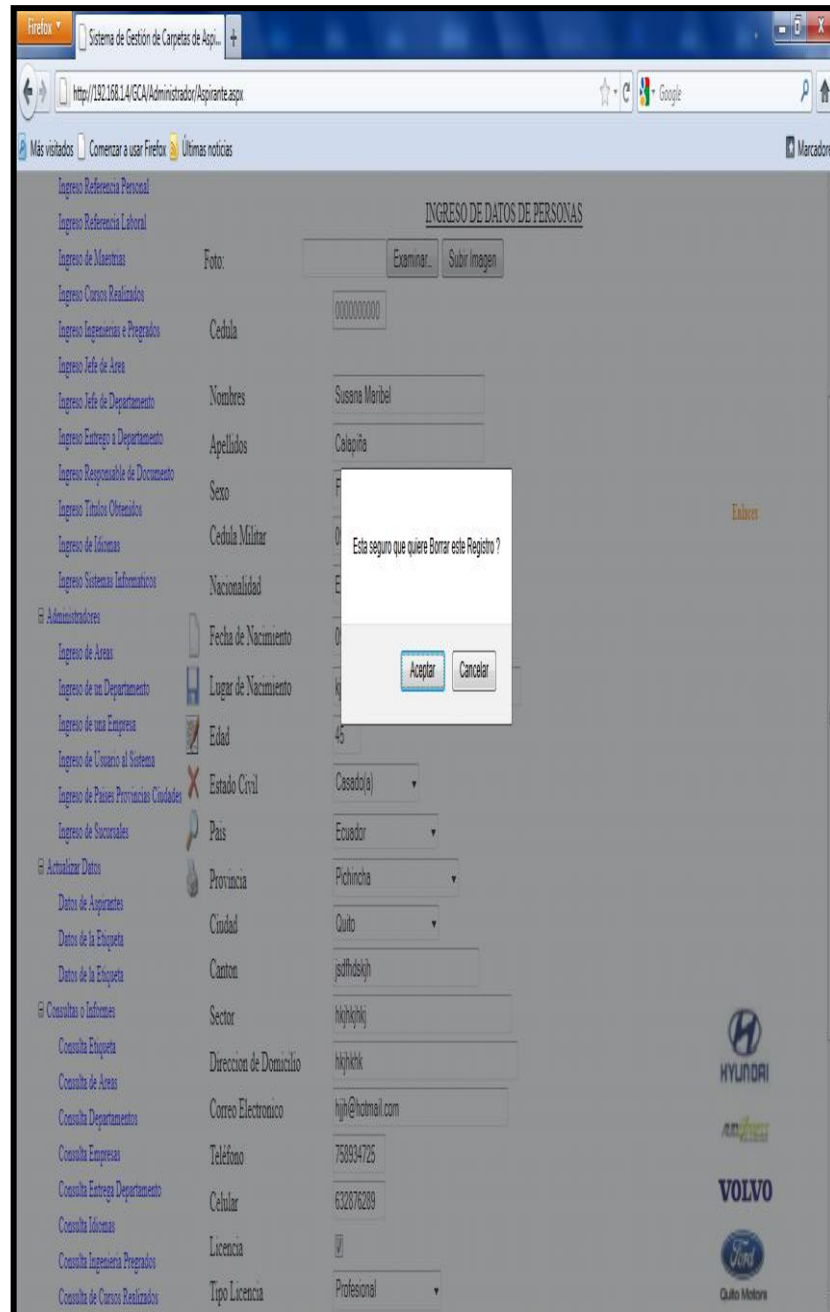 Firefox
Sistema de Gestión de Carpetas de Aspi...
http://192.168.1.4/GCA/Administrador/Aspirante.aspx
Google
Más visitados
Comenzar a usar Firefox
Últimas noticias
Marcadore
Ingreso Referencia Personal
Ingreso Referencia Laboral
Ingreso de Maestrias
Ingreso Cursos Realizados
Ingreso Ingenierias e Pregrados
Ingreso Jefe de Area
Ingreso Jefe de Departamento
Ingreso Entrego a Departamento
Ingreso Responsable de Documento
Ingreso Titulos Obtenidos
Ingreso de Idiomas
Ingreso Sistemas Informaticos
Administradores
Ingreso de Areas
Ingreso de un Departamento
Ingreso de una Empresa
Ingreso de Usuario al Sistema
Ingreso de Paises Provincias Ciudades
Ingreso de Sucorsales
Actualizar Datos
Datos de Aspirantes
Datos de la Etiqueta
Datos de la Etiqueta
Consultas o Informes
Consulta Etiqueta
Consulta de Areas
Consulta Departamentos
Consulta Empresas
Consulta Entrega Departamento
Consulta Idiomas
Consulta Ingenieria Pregrados
Consulta de Cursos Realizados
INGRESO DE DATOS DE PERSONAS
Foto:
Examinar...
Subir Imagen
Cedula
0000000000
Nombres
Susana Maribel
Apellidos
Calapiña
Sexo
F
Cedula Militar
Nacionalidad
E
Fecha de Nacimiento
Lugar de Nacimiento
Edad
45
Estado Civil
Casado(a)
Pais
Ecuador
Provincia
Pichincha
Ciudad
Quito
Canton
jsdfhdskjh
Sector
hkjhkjhkj
Direccion de Domicilio
hkjhkhk
Correo Electronico
hjjh@hotmail.com
Teléfono
758934725
Celular
632876289
Licencia
Tipo Licencia
Profesional
Esta seguro que quiere Borrar este Registro ?
Aceptar
Cancelar
Enlaces
HYUNDAI
VOLVO
Ford
Quito Motors